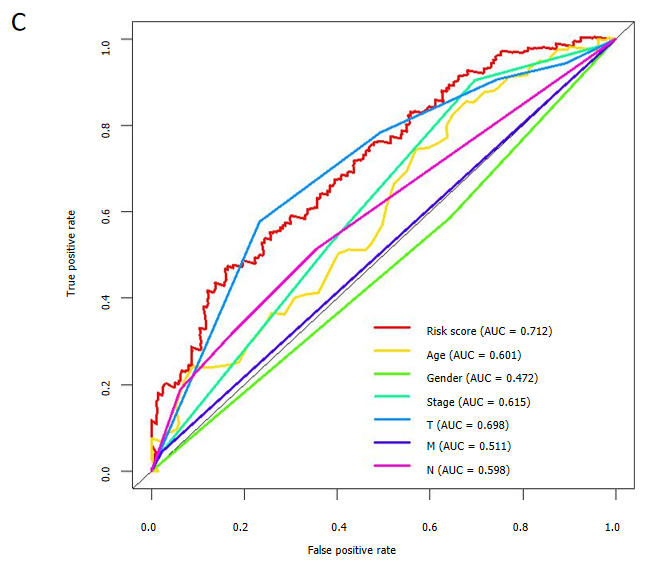 C
True positive rate
1.0
0.8
0.6
0.4
0.2
0.0
Risk score (AUC = 0.712)
Age (AUC = 0.601)
Gender (AUC = 0.472)
Stage (AUC = 0.615)
T (AUC = 0.698)
M (AUC = 0.511)
N (AUC = 0.598)
0.0 0.2 0.4 0.6 0.8 1.0
False positive rate